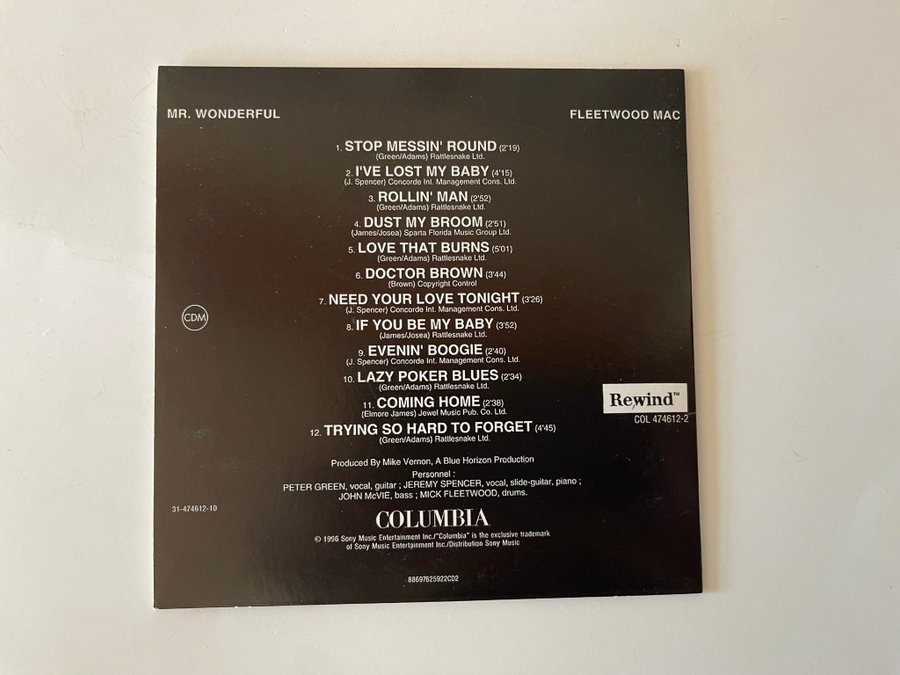 MR. WONDERFUL
FLEETWOOD MAC
1. STOP MESSIN' ROUND (2'19)
(Green/Adams) Rattlesnake Ltd.
2. I'VE LOST MY BABY (4'15)
(J. Spencer) Concorde Int. Management Cons. Ltd.
3. ROLLIN' MAN (2'52)
(Green/Adams) Rattlesnake Ltd.
4. DUST MY BROOM (2'51)
(James/Josea) Sparta Florida Music Group Ltd.
5. LOVE THAT BURNS (5'01)
(Green/Adams) Rattlesnake Ltd.
6. DOCTOR BROWN (3'44)
(Brown) Copyright Control
7. NEED YOUR LOVE TONIGHT (3'26)
(J. Spencer) Concorde Int. Management Cons. Ltd.
CDM
8. IF YOU BE MY BABY (3'52)
(James/Josea) Rattlesnake Ltd.
9. EVENIN' BOOGIE (2'40)
(J. Spencer) Concorde Int. Management Cons. Ltd.
10. LAZY POKER BLUES (2'34)
(Green/Adams) Rattlesnake Ltd.
11. COMING HOME (2'38)
(Elmore James) Jewel Music Pub. Co. Ltd.
Rewind™
COL 474612-2
12. TRYING SO HARD TO FORGET (4'45)
(Green/Adams) Rattlesnake Ltd.
Produced By Mike Vernon, A Blue Horizon Production
Personnel :
PETER GREEN, vocal, guitar ; JEREMY SPENCER, vocal, slide-guitar, piano ;
JOHN McVIE, bass ; MICK FLEETWOOD, drums.
31-474612-10
COLUMBIA
© 1996 Sony Music Entertainment Inc./"Columbia" is the exclusive trademark
of Sony Music Entertainment Inc./Distribution Sony Music
88697625922CD2